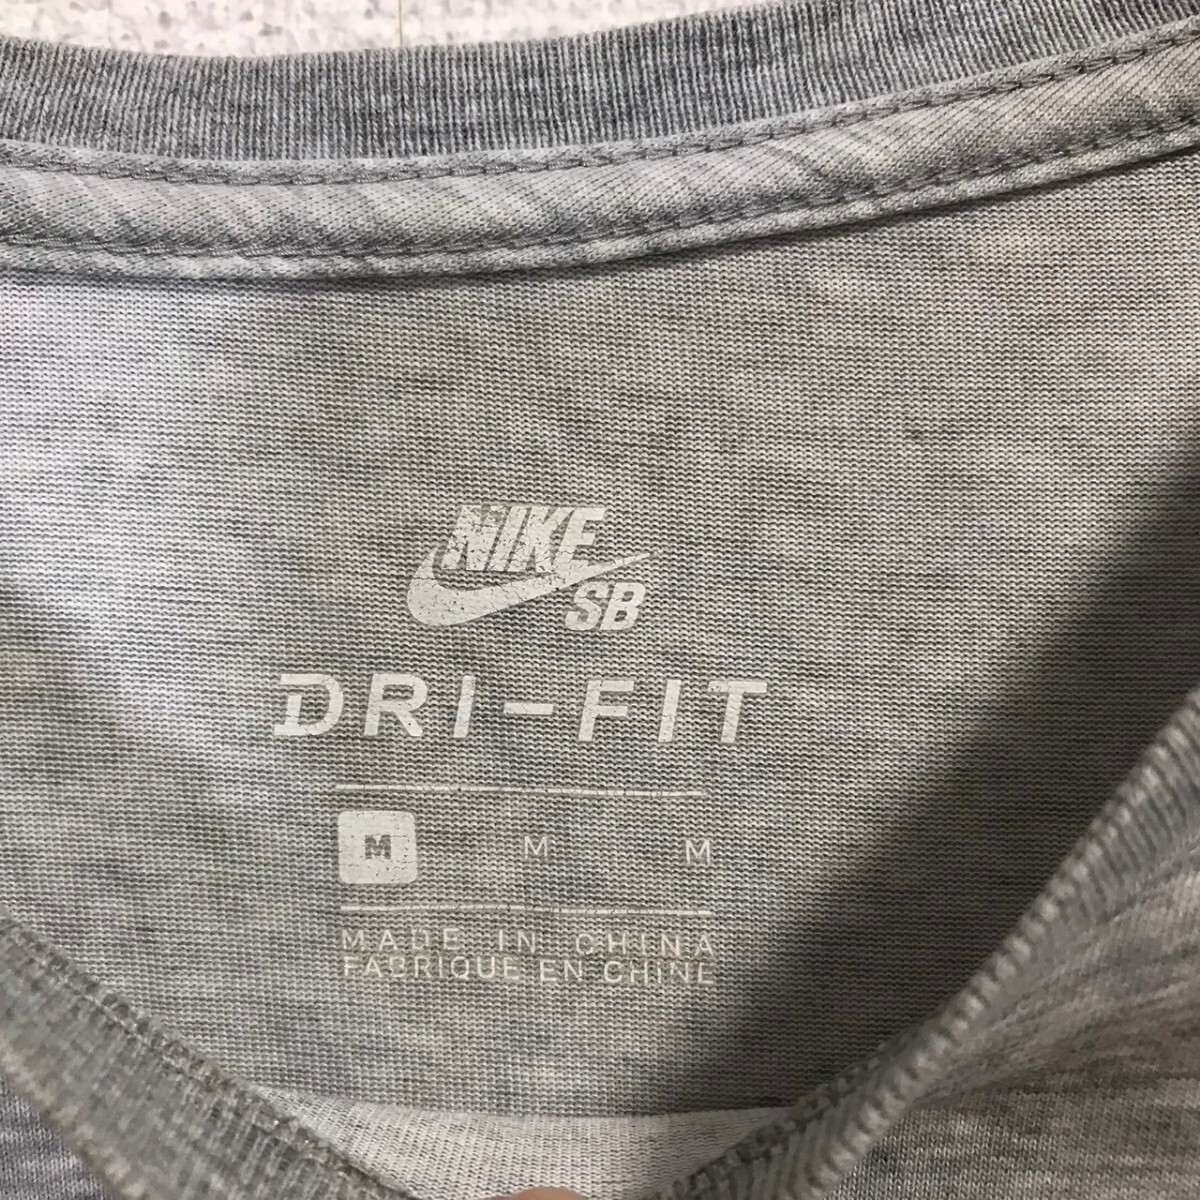 NIKE
SB
DRI-FIT
M M M
MADE IN CHINA
FABRIQUE EN CHINE